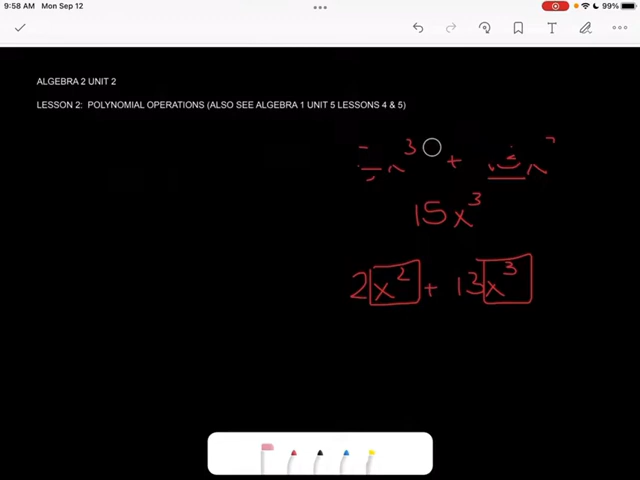 9:58 AM Mon Sep 12
99%
ALGEBRA 2 UNIT 2
LESSON 2: POLYNOMIAL OPERATIONS (ALSO SEE ALGEBRA 1 UNIT 5 LESSONS 4 & 5)
15x³
2x² + 13x³